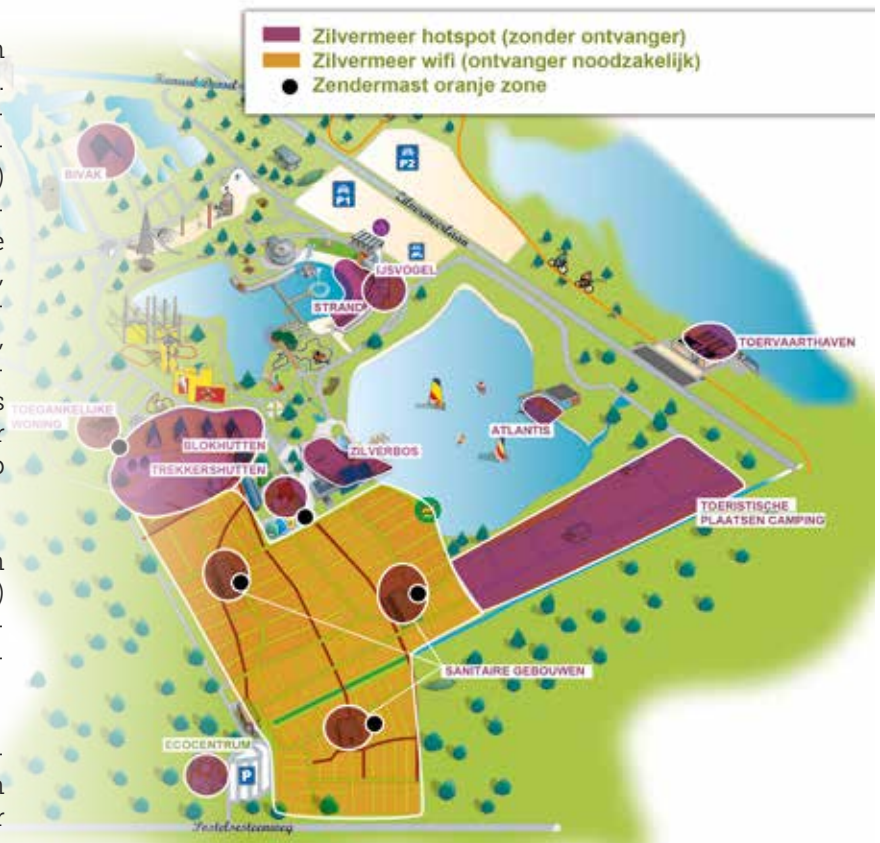 Zilvermeer hotspot (zonder ontvanger)
Zilvermeer wifi (ontvanger noodzakelijk)
Zendermast oranje zone
BIVAK
P2
P1
Zilvermeerlaan
IJSVOGEL
STRAND
TOERVAARTHAVEN
TOEGANKELIJKE
WONING
BLOKHUTTEN
TREKKERSHUTTEN
ZILVERBOS
ATLANTIS
TOERISTISCHE
PLAATSEN CAMPING
SANITAIRE GEBOUWEN
ECOCENTRUM
P
Postelsesteenweg